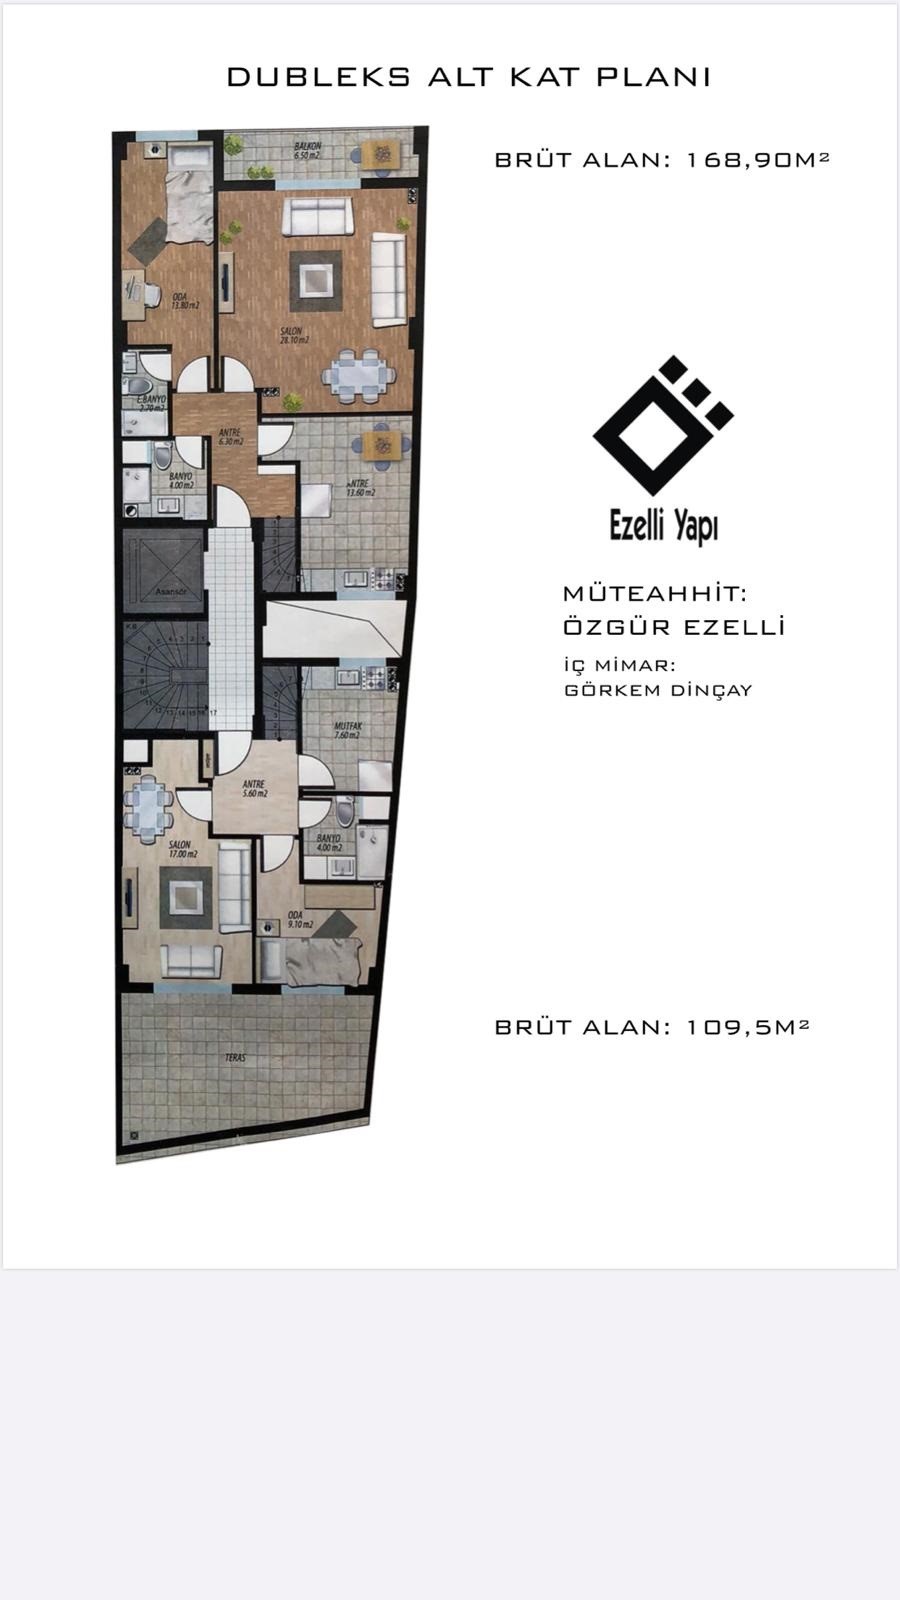 DUBLEKS ALT KAT PLANI
BRÜT ALAN: 168,90M²
BALKON
6.50 m2
ODA
13.80 m2
SALON
28.10 m2
E.BANYO
2.70 m2
ANTRE
6.30 m2
BANYO
4.00 m2
ANTRE
13.60 m2
Ezelli Yapı
Asansör
MÜTEAHHİT:
ÖZGÜR EZELLİ
İÇ MİMAR:
GÖRKEM DİNÇAY
MUTFAK
7.60 m2
ANTRE
5.60 m2
SALON
17.00 m2
BANYO
4.00 m2
ODA
9.10 m2
BRÜT ALAN: 109,5M²
TERAS